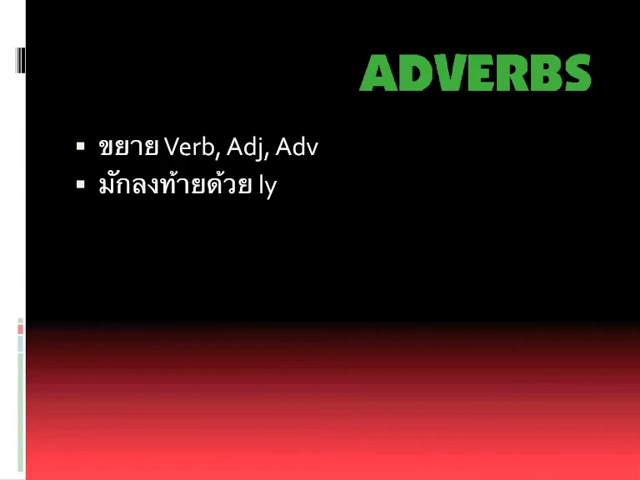 ADVERBS
▪ ขยาย Verb, Adj, Adv
▪ มักลงท้ายด้วย ly